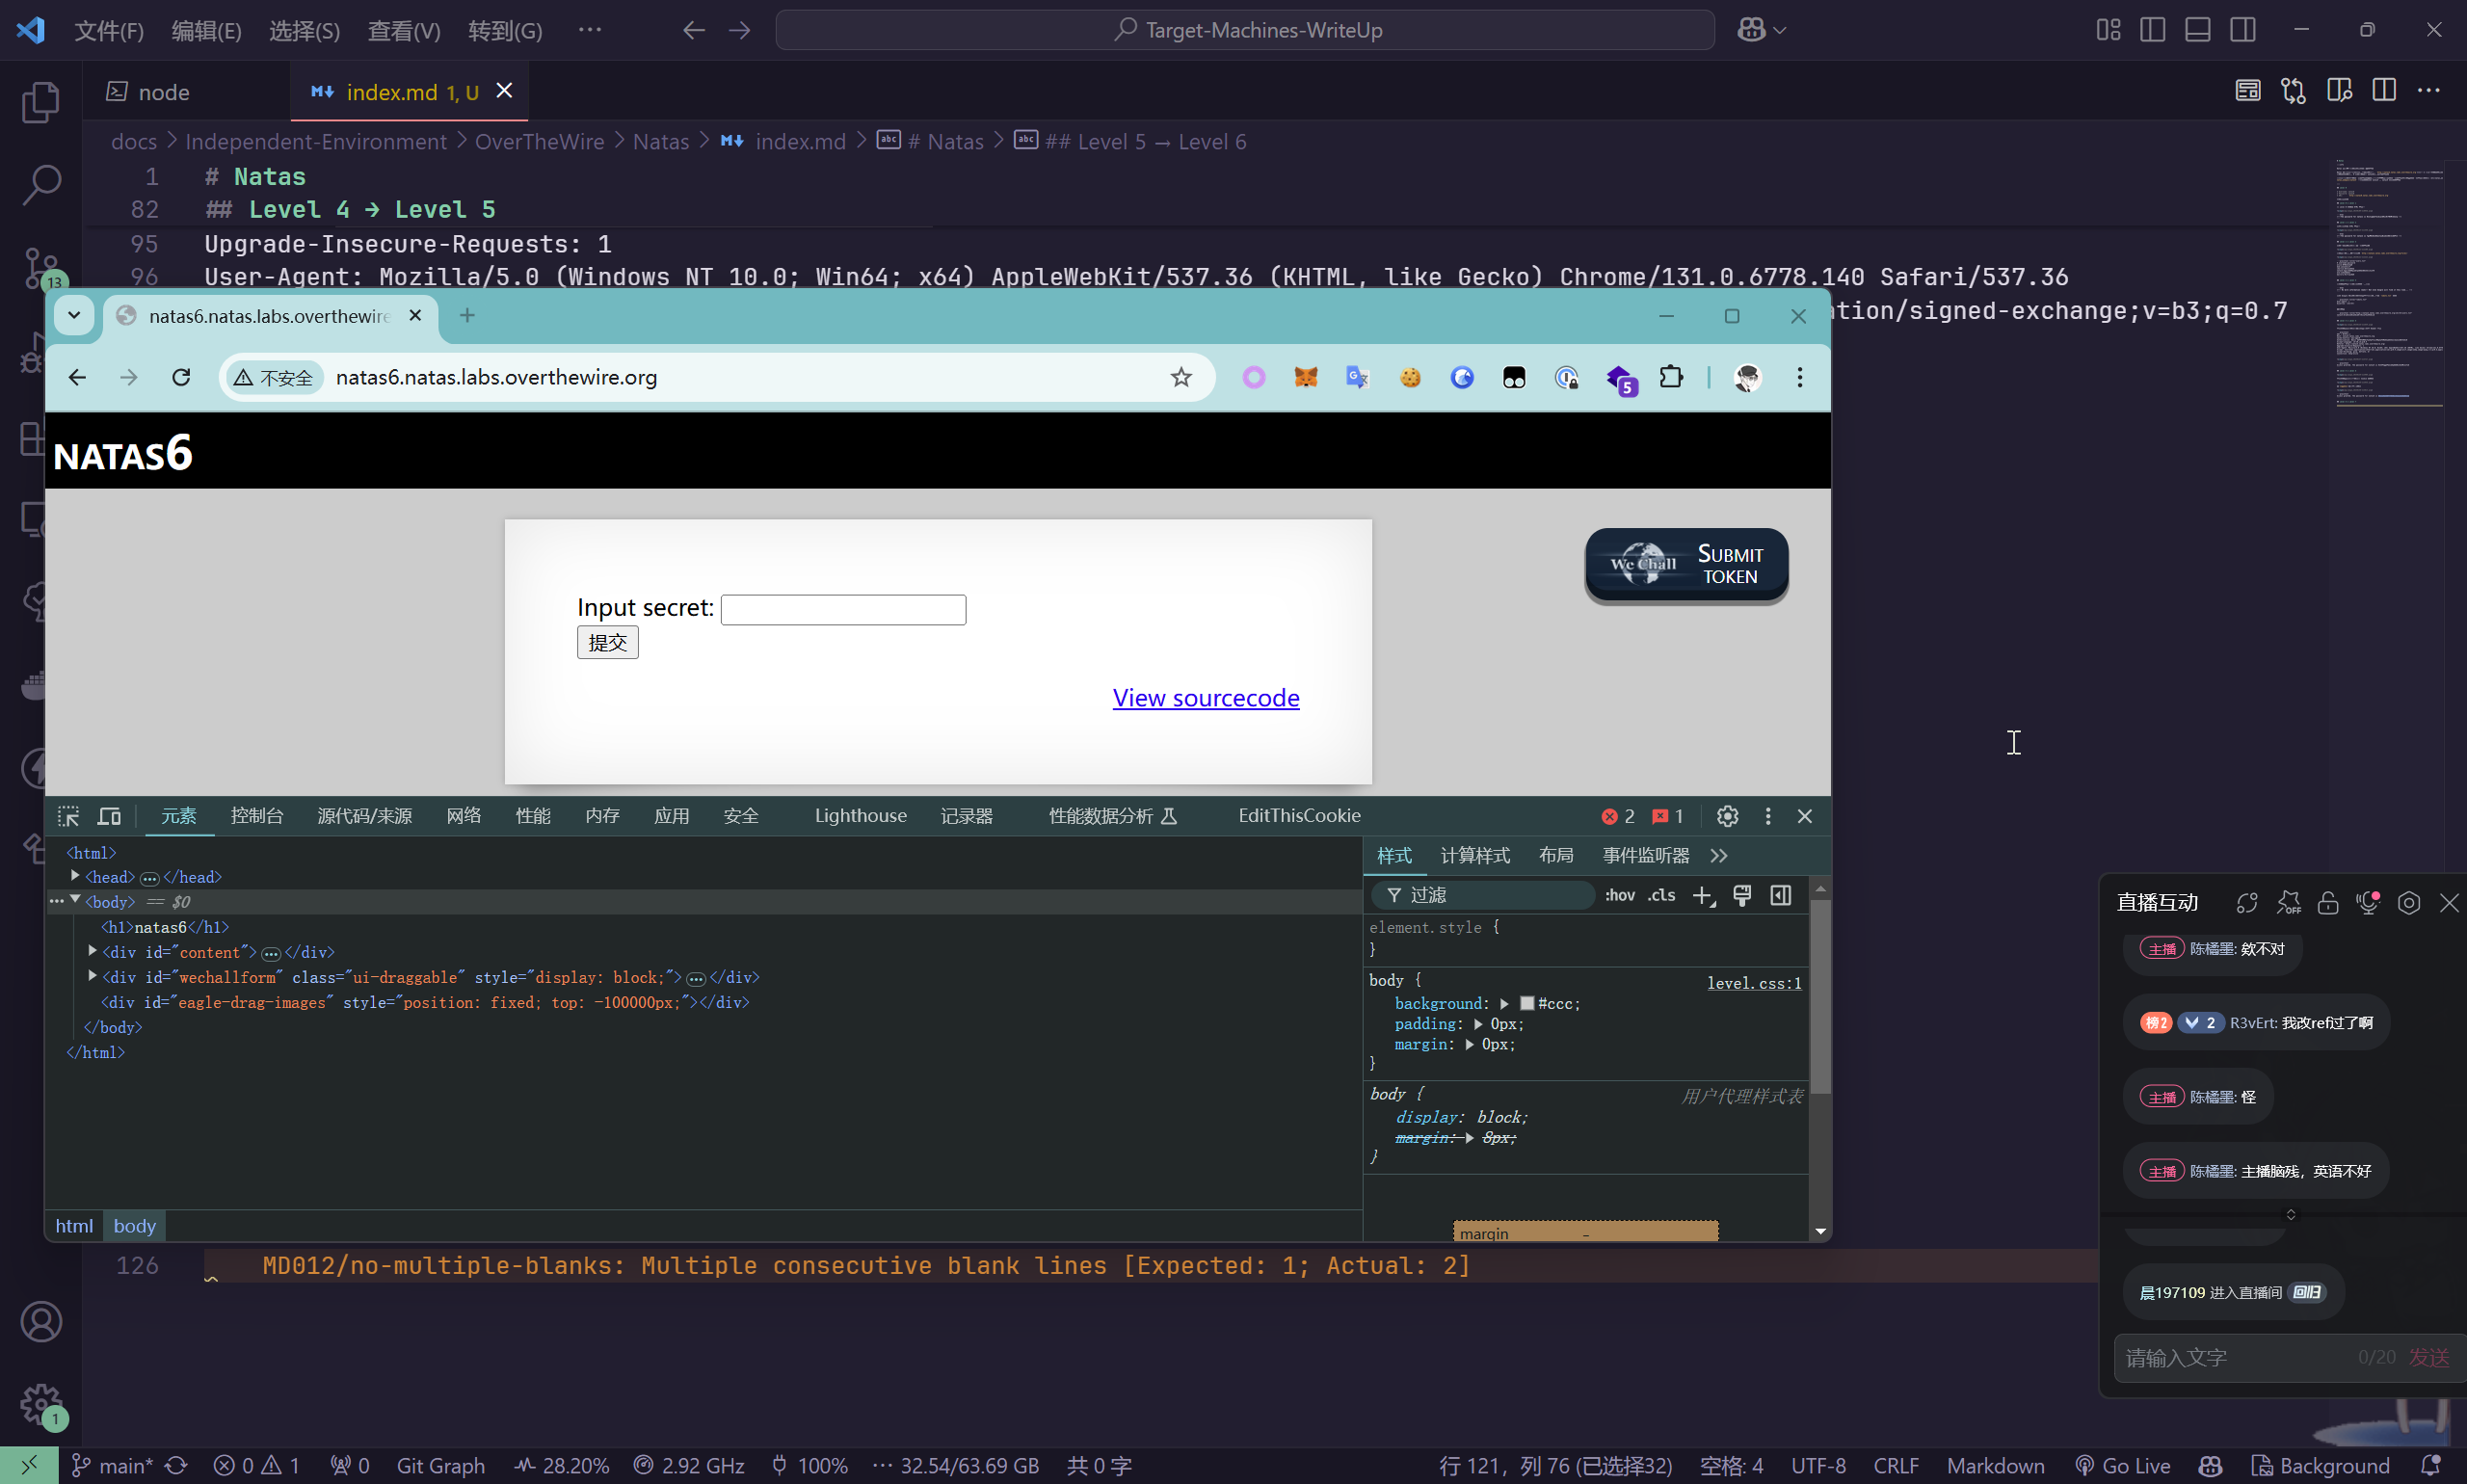 文件(F) 编辑(E) 选择(S) 查看(V) 转到(G) ··· Target-Machines-WriteUp
node index.md 1, U
docs > Independent-Environment > OverTheWire > Natas > index.md > # Natas > ## Level 5 → Level 6
1 # Natas
82 ## Level 4 → Level 5
95 Upgrade-Insecure-Requests: 1
96 User-Agent: Mozilla/5.0 (Windows NT 10.0; Win64; x64) AppleWebKit/537.36 (KHTML, like Gecko) Chrome/131.0.6778.140 Safari/537.36
13
ation/signed-exchange;v=b3;q=0.7
natas6.natas.labs.overthewire
不安全 natas6.natas.labs.overthewire.org
5
NATAS6
We Chall SUBMIT TOKEN
Input secret:
提交
View sourcecode
元素 控制台 源代码/来源 网络 性能 内存 应用 安全 Lighthouse 记录器 性能数据分析 EditThisCookie 2 1
<html>
<head> ··· </head>
··· <body> == $0
<h1>natas6</h1>
<div id="content"> ··· </div>
<div id="wechallform" class="ui-draggable" style="display: block;"> ··· </div>
<div id="eagle-drag-images" style="position: fixed; top: -100000px;"></div>
</body>
</html>
html body
样式 计算样式 布局 事件监听器
过滤 :hov .cls
element.style {
}
body { level.css:1
background: #ccc;
padding: 0px;
margin: 0px;
}
body { 用户代理样式表
display: block;
margin: 8px;
}
margin -
126 MD012/no-multiple-blanks: Multiple consecutive blank lines [Expected: 1; Actual: 2]
直播互动
OFF
主播 陈橘墨: 欸不对
榜2 2 R3vErt: 我改ref过了啊
主播 陈橘墨: 怪
主播 陈橘墨: 主播脑残，英语不好
晨197109 进入直播间 回归
请输入文字 0/20 发送
1
main* 0 1 0 Git Graph 28.20% 2.92 GHz 100% ··· 32.54/63.69 GB 共 0 字 行 121，列 76 (已选择32) 空格: 4 UTF-8 CRLF Markdown Go Live Background